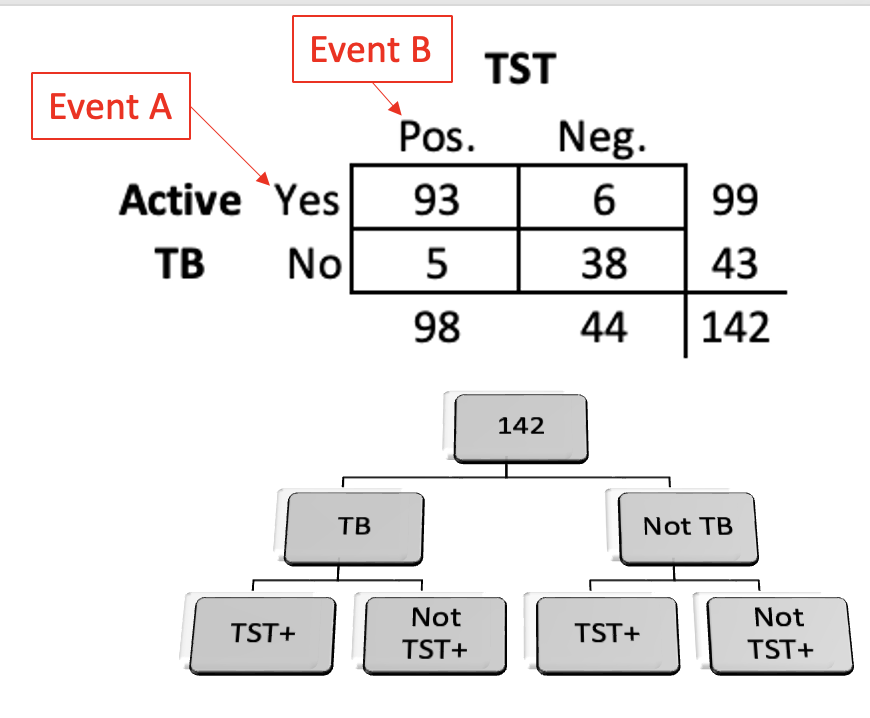 Event B
TST
Event A
Pos. Neg.
Active Yes 93 6 99
TB No 5 38 43
98 44 142
142
TB Not TB
TST+ Not TST+ TST+ Not TST+